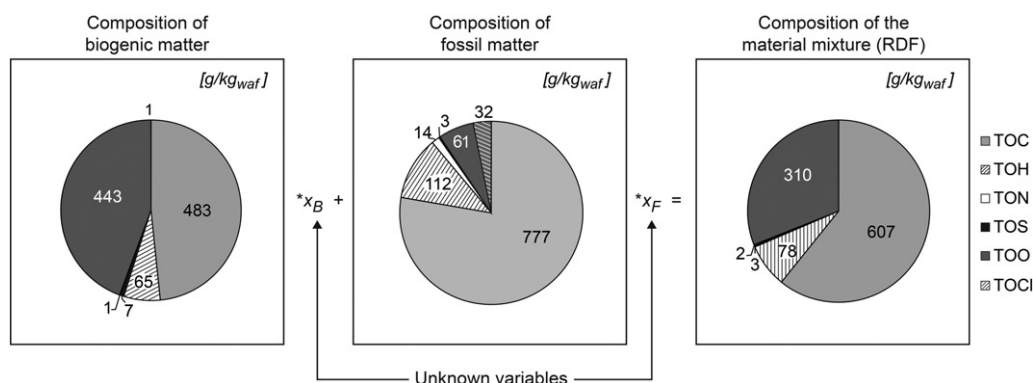 Composition of
biogenic matter
[g/kgwaf]
1
443
483
65
1
7
*xB +
Composition of
fossil matter
[g/kgwaf]
32
3
14
61
112
777
*xF =
Composition of the
material mixture (RDF)
[g/kgwaf]
310
607
78
2
3
TOC
TOH
TON
TOS
TOO
TOCl
Unknown variables